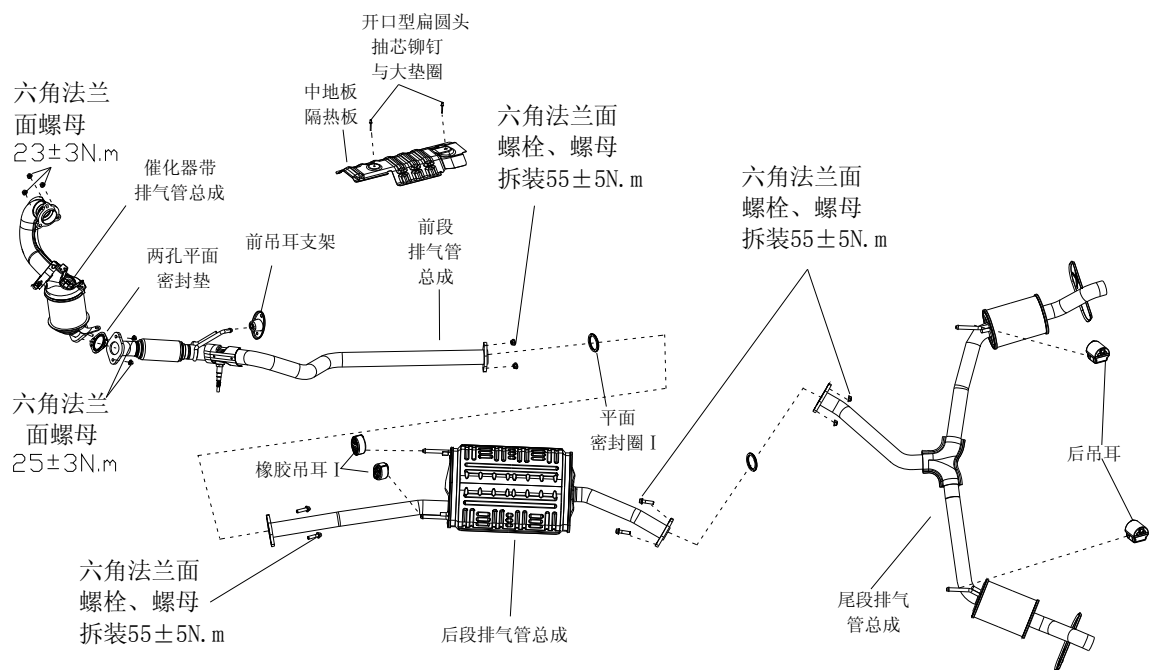 开口型扁圆头
抽芯铆钉
与大垫圈
中地板
隔热板
六角法兰
面螺母
23±3N.m
催化器带
排气管总成
六角法兰面
螺栓、螺母
拆装55±5N.m
六角法兰面
螺栓、螺母
拆装55±5N.m
两孔平面
密封垫
前吊耳支架
前段
排气管
总成
六角法兰
面螺母
25±3N.m
平面
密封圈Ⅰ
橡胶吊耳Ⅰ
后吊耳
六角法兰面
螺栓、螺母
拆装55±5N.m
后段排气管总成
尾段排气
管总成